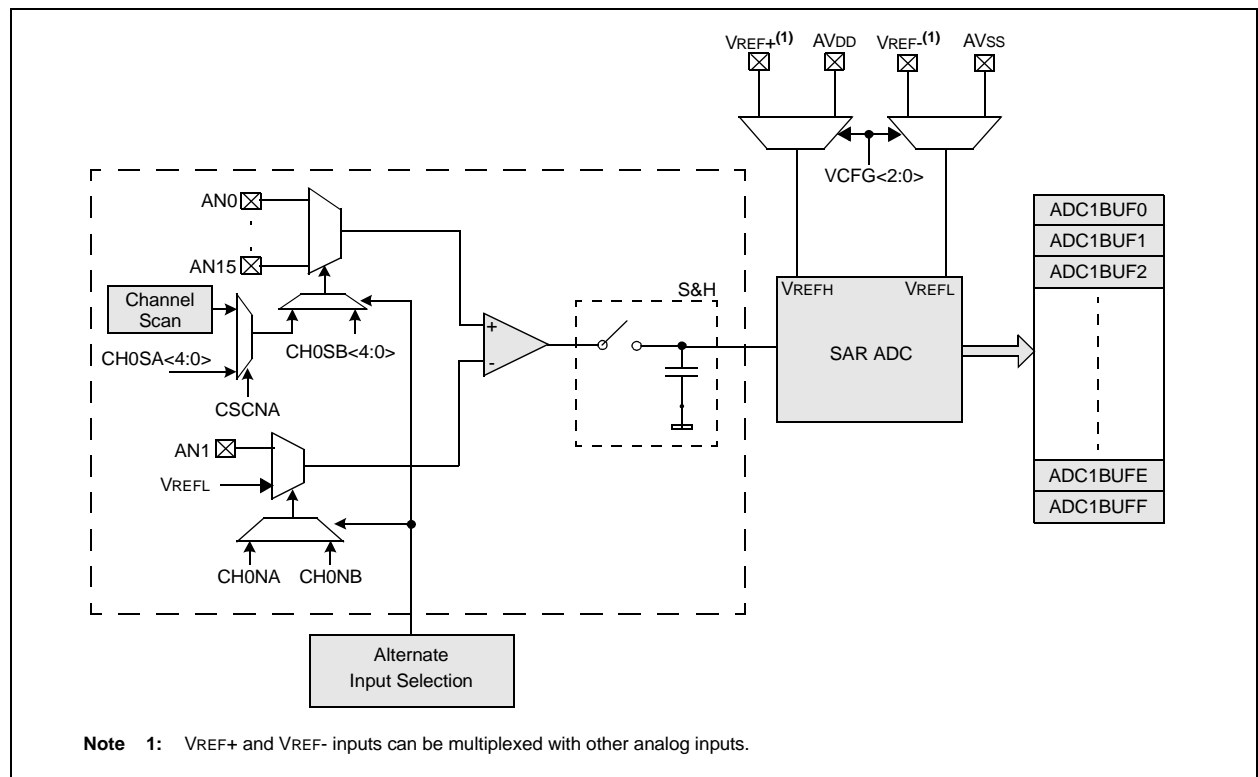 VREF+(1) AVDD VREF-(1) AVSS
VCFG<2:0>
AN0
AN15
Channel
Scan
CH0SA<4:0>
CH0SB<4:0>
CSCNA
AN1
VREFL
CH0NA CH0NB
+
-
S&H
VREFH VREFL
SAR ADC
ADC1BUF0
ADC1BUF1
ADC1BUF2
ADC1BUFE
ADC1BUFF
Alternate
Input Selection
Note 1: VREF+ and VREF- inputs can be multiplexed with other analog inputs.